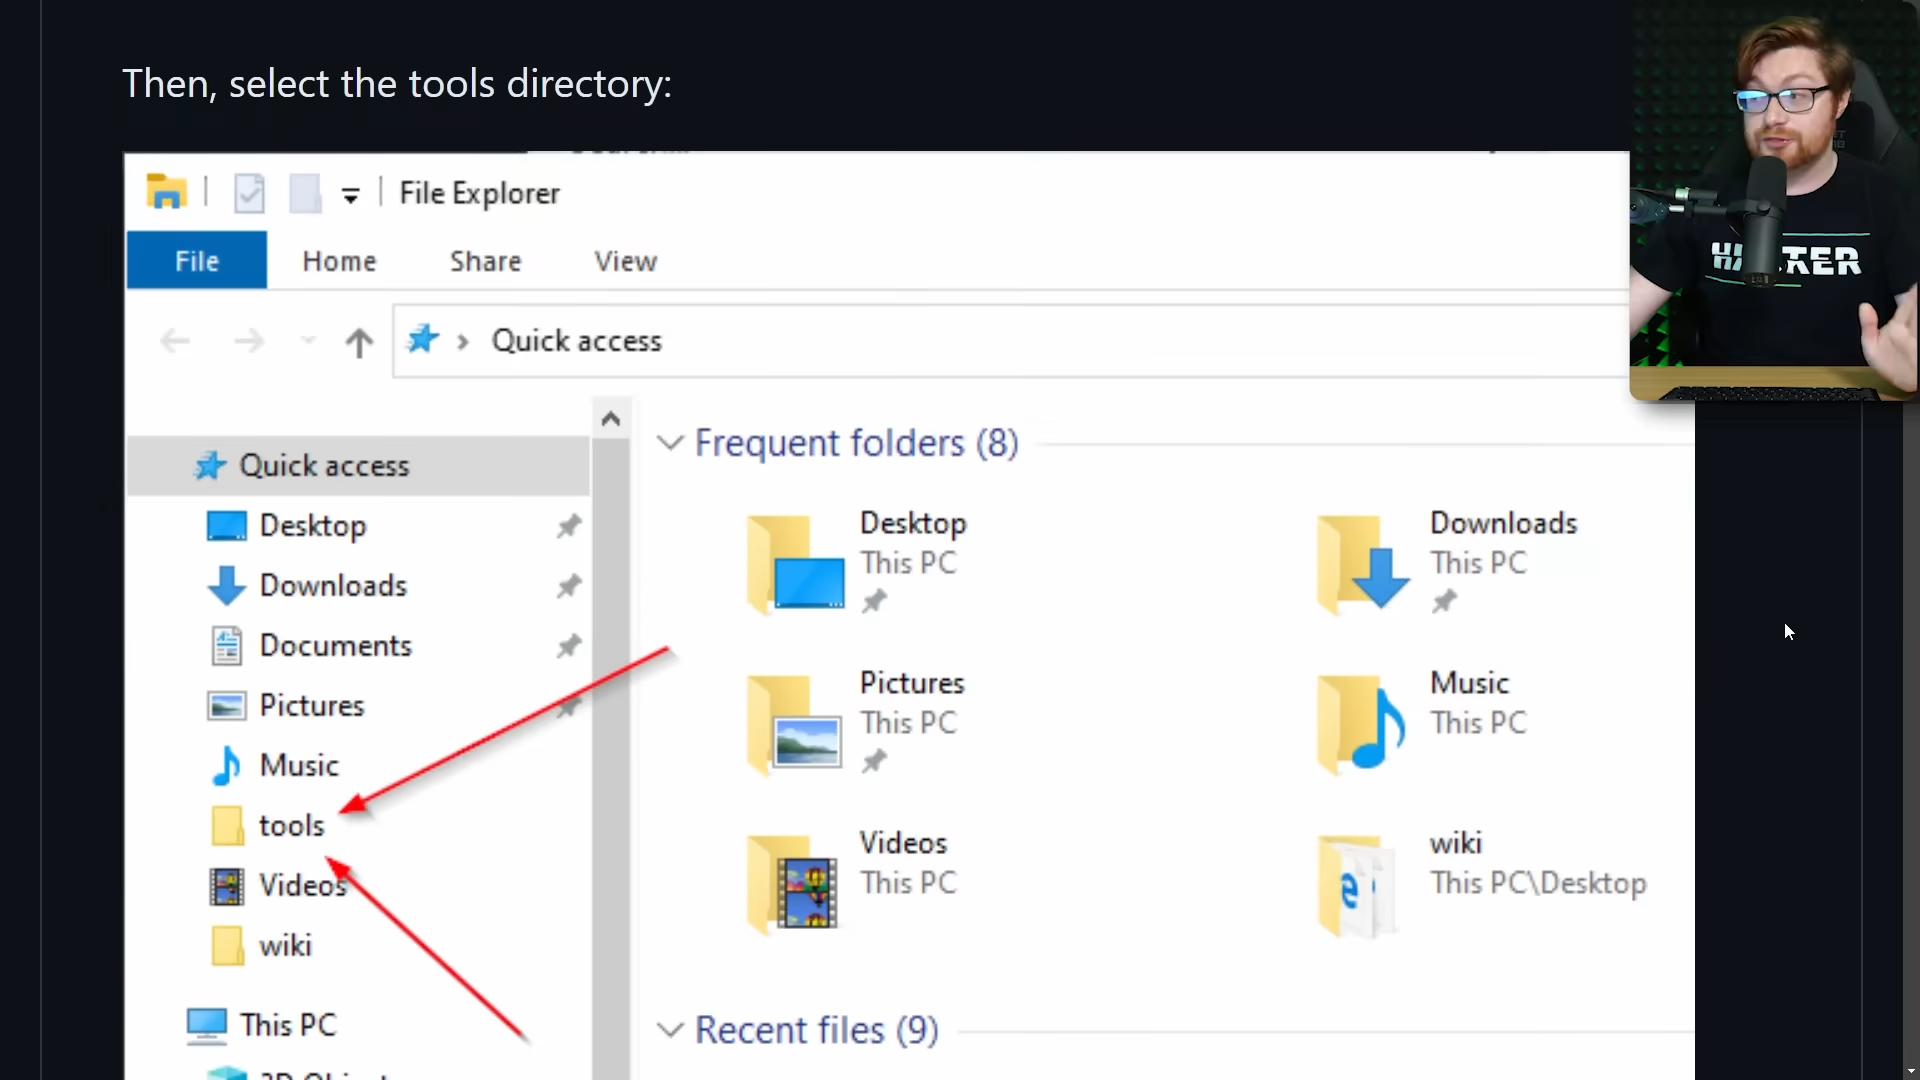 Then, select the tools directory:
File Explorer
File Home Share View
Quick access
Quick access
Desktop
Downloads
Documents
Pictures
Music
tools
Videos
wiki
This PC
Frequent folders (8)
Desktop
This PC
Downloads
This PC
Pictures
This PC
Music
This PC
Videos
This PC
wiki
This PC\Desktop
Recent files (9)